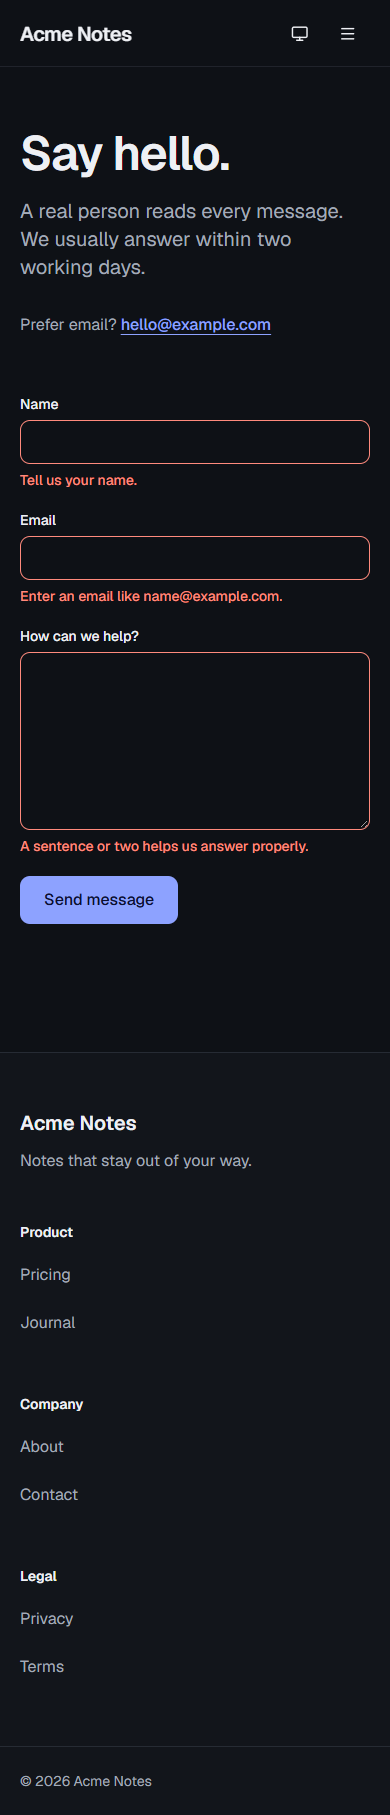 Acme Notes
Say hello.
A real person reads every message.
We usually answer within two
working days.
Prefer email? hello@example.com
Name
Tell us your name.
Email
Enter an email like name@example.com.
How can we help?
A sentence or two helps us answer properly.
Send message
Acme Notes
Notes that stay out of your way.
Product
Pricing
Journal
Company
About
Contact
Legal
Privacy
Terms
© 2026 Acme Notes